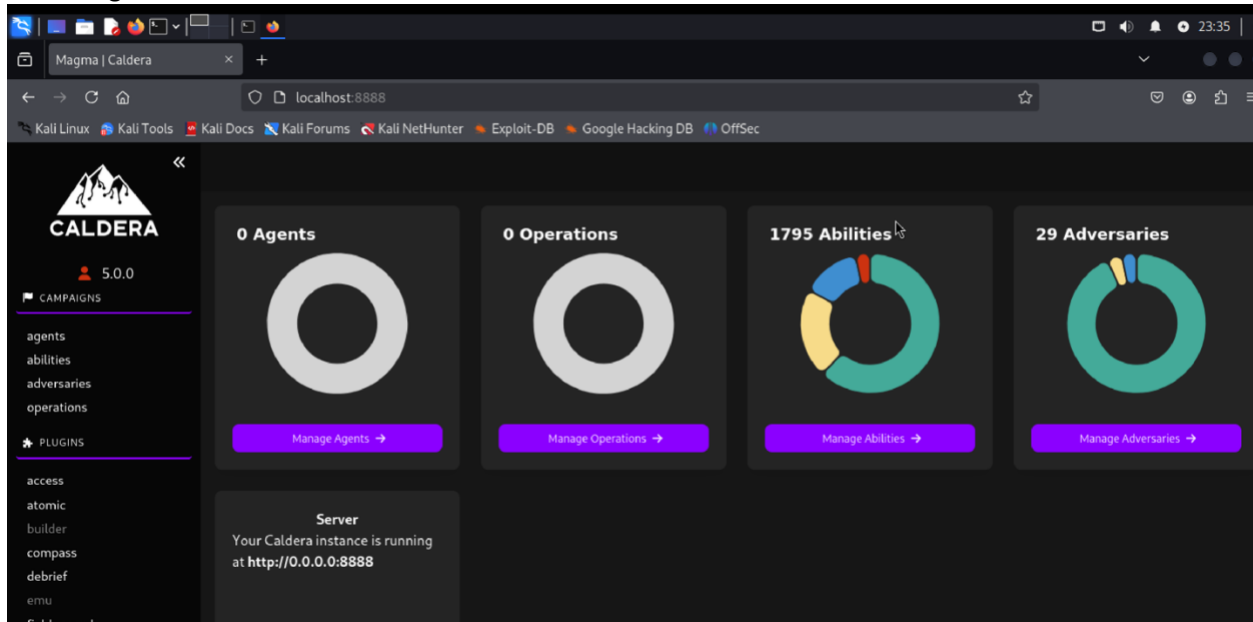 23:35
Magma | Caldera
localhost:8888
Kali Linux Kali Tools Kali Docs Kali Forums Kali NetHunter Exploit-DB Google Hacking DB OffSec
CALDERA
5.0.0
CAMPAIGNS
agents
abilities
adversaries
operations
PLUGINS
access
atomic
builder
compass
debrief
emu
0 Agents
Manage Agents →
0 Operations
Manage Operations →
1795 Abilities
Manage Abilities →
29 Adversaries
Manage Adversaries →
Server
Your Caldera instance is running
at http://0.0.0.0:8888